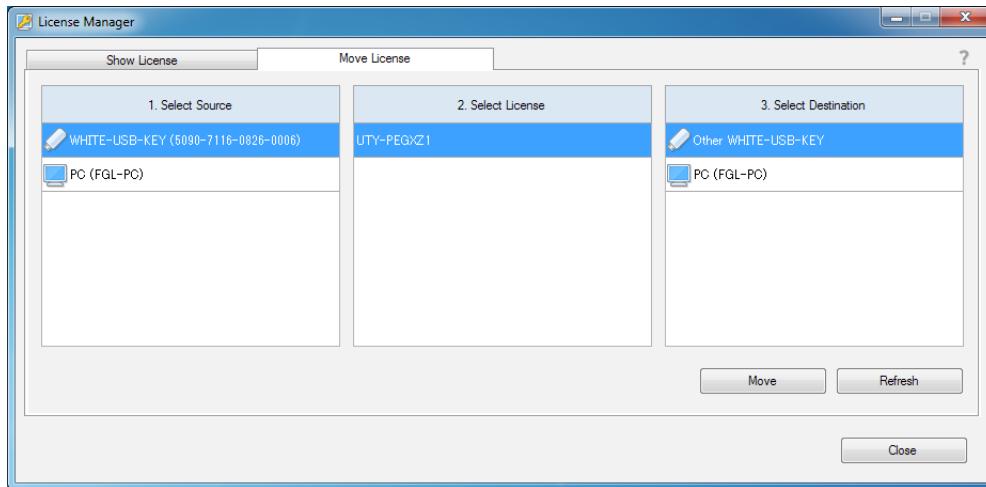 License Manager
Show License
Move License
?
1. Select Source
2. Select License
3. Select Destination
WHITE-USB-KEY (5090-7116-0826-0006)
UTY-PEGXZ1
Other WHITE-USB-KEY
PC (FGL-PC)
PC (FGL-PC)
Move
Refresh
Close